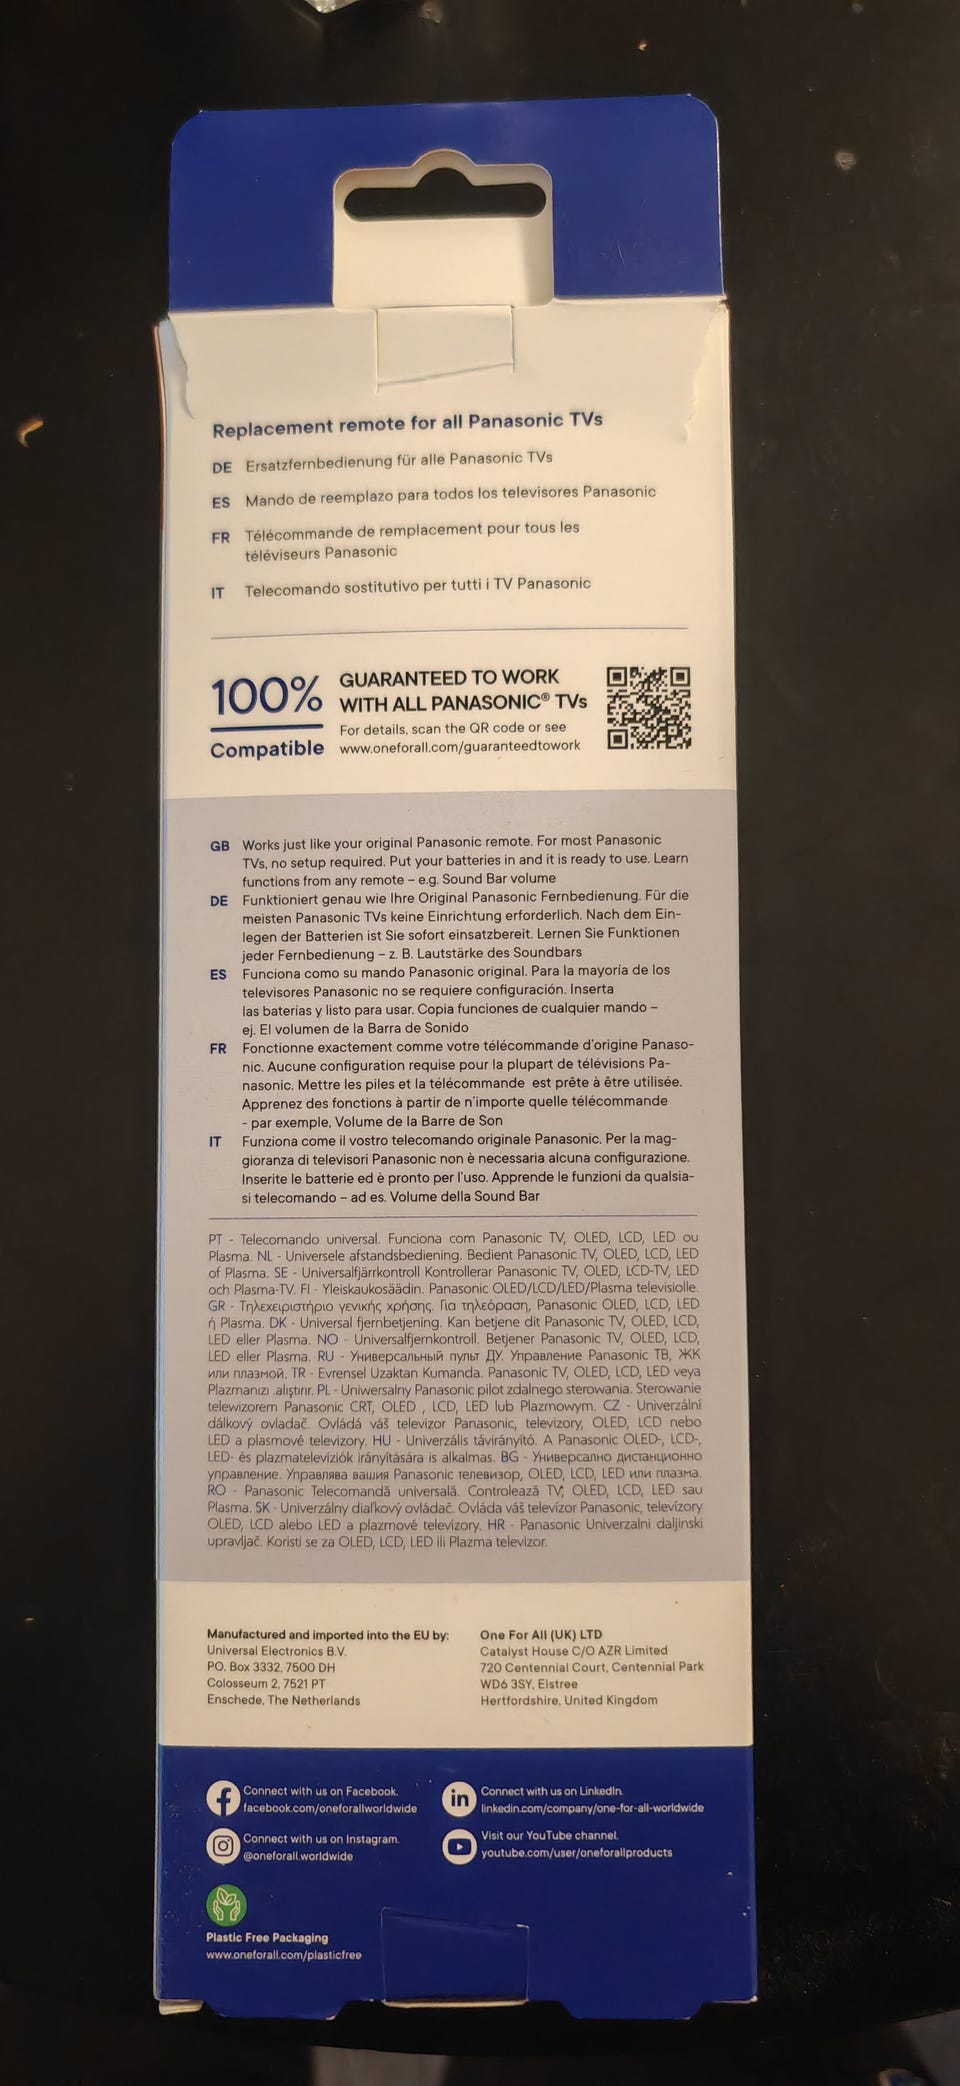 Replacement remote for all Panasonic TVs
DE Ersatzfernbedienung für alle Panasonic TVs
ES Mando de reemplazo para todos los televisores Panasonic
FR Télécommande de remplacement pour tous les
téléviseurs Panasonic
IT Telecomando sostitutivo per tutti i TV Panasonic
100%
Compatible
GUARANTEED TO WORK
WITH ALL PANASONIC® TVs
For details, scan the QR code or see
www.oneforall.com/guaranteedtowork
GB Works just like your original Panasonic remote. For most Panasonic
TVs, no setup required. Put your batteries in and it is ready to use. Learn
functions from any remote – e.g. Sound Bar volume
DE Funktioniert genau wie Ihre Original Panasonic Fernbedienung. Für die
meisten Panasonic TVs keine Einrichtung erforderlich. Nach dem Ein-
legen der Batterien ist Sie sofort einsatzbereit. Lernen Sie Funktionen
jeder Fernbedienung – z. B. Lautstärke des Soundbars
ES Funciona como su mando Panasonic original. Para la mayoría de los
televisores Panasonic no se requiere configuración. Inserta
las baterías y listo para usar. Copia funciones de cualquier mando –
ej. El volumen de la Barra de Sonido
FR Fonctionne exactement comme votre télécommande d'origine Panaso-
nic. Aucune configuration requise pour la plupart de télévisions Pa-
nasonic. Mettre les piles et la télécommande est prête à être utilisée.
Apprenez des fonctions à partir de n'importe quelle télécommande
- par exemple, Volume de la Barre de Son
IT Funziona come il vostro telecomando originale Panasonic. Per la mag-
gioranza di televisori Panasonic non è necessaria alcuna configurazione.
Inserite le batterie ed è pronto per l'uso. Apprende le funzioni da qualsia-
si telecomando – ad es. Volume della Sound Bar
PT - Telecomando universal. Funciona com Panasonic TV, OLED, LCD, LED ou
Plasma. NL - Universele afstandsbediening. Bedient Panasonic TV, OLED, LCD, LED
of Plasma. SE - Universalfjärrkontroll Kontrollerar Panasonic TV, OLED, LCD-TV, LED
och Plasma-TV. FI - Yleiskaukosäädin. Panasonic OLED/LCD/LED/Plasma televisiolle.
GR - Τηλεχειριστήριο γενικής χρήσης. Για τηλεόραση, Panasonic OLED, LCD, LED
ή Plasma. DK - Universal fjernbetjening. Kan betjene dit Panasonic TV, OLED, LCD,
LED eller Plasma. NO - Universalfjernkontroll. Betjener Panasonic TV, OLED, LCD,
LED eller Plasma. RU - Универсальный пульт ДУ. Управление Panasonic ТВ, ЖК
или плазмой. TR - Evrensel Uzaktan Kumanda. Panasonic TV, OLED, LCD, LED veya
Plazmanızı .alıştırır. PL - Uniwersalny Panasonic pilot zdalnego sterowania. Sterowanie
telewizorem Panasonic CRT, OLED , LCD, LED lub Plazmowym. CZ - Univerzální
dálkový ovladač. Ovládá váš televizor Panasonic, televizory, OLED, LCD nebo
LED a plasmové televizory. HU - Univerzális távirányító. A Panasonic OLED-, LCD-,
LED- és plazmatelevíziók irányítására is alkalmas. BG - Универсално дистанционно
управление. Управлява вашия Panasonic телевизор, OLED, LCD, LED или плазма.
RO - Panasonic Telecomandă universală. Controlează TV, OLED, LCD, LED sau
Plasma. SK - Univerzálny diaľkový ovládač. Ovláda váš televízor Panasonic, televízory
OLED, LCD alebo LED a plazmové televízory. HR - Panasonic Univerzalni daljinski
upravljač. Koristi se za OLED, LCD, LED ili Plazma televizor.
Manufactured and imported into the EU by:
Universal Electronics B.V.
PO. Box 3332, 7500 DH
Colosseum 2, 7521 PT
Enschede, The Netherlands
One For All (UK) LTD
Catalyst House C/O AZR Limited
720 Centennial Court, Centennial Park
WD6 3SY, Elstree
Hertfordshire, United Kingdom
Connect with us on Facebook.
facebook.com/oneforallworldwide
in Connect with us on LinkedIn.
linkedin.com/company/one-for-all-worldwide
Connect with us on Instagram.
@oneforall.worldwide
Visit our YouTube channel.
youtube.com/user/oneforallproducts
Plastic Free Packaging
www.oneforall.com/plasticfree